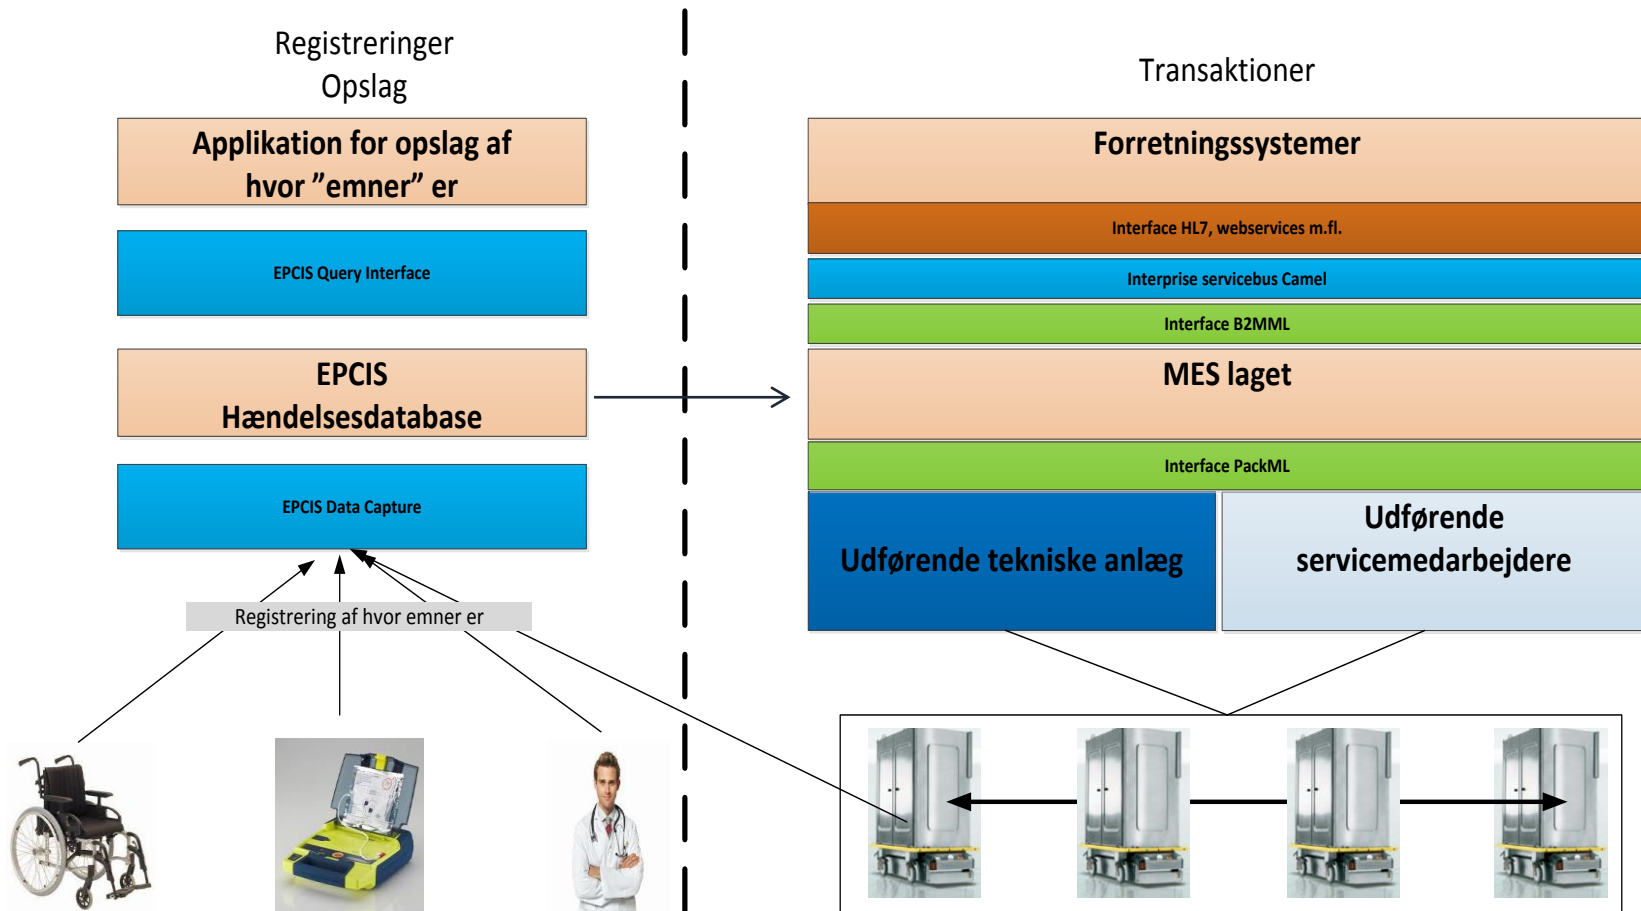 Registreringer
Opslag
Applikation for opslag af
hvor ”emner” er
EPCIS Query Interface
EPCIS
Hændelsesdatabase
EPCIS Data Capture
Registrering af hvor emner er
Transaktioner
Forretningssystemer
Interface HL7, webservices m.fl.
Interprise servicebus Camel
Interface B2MML
MES laget
Interface PackML
Udførende tekniske anlæg
Udførende
servicemedarbejdere